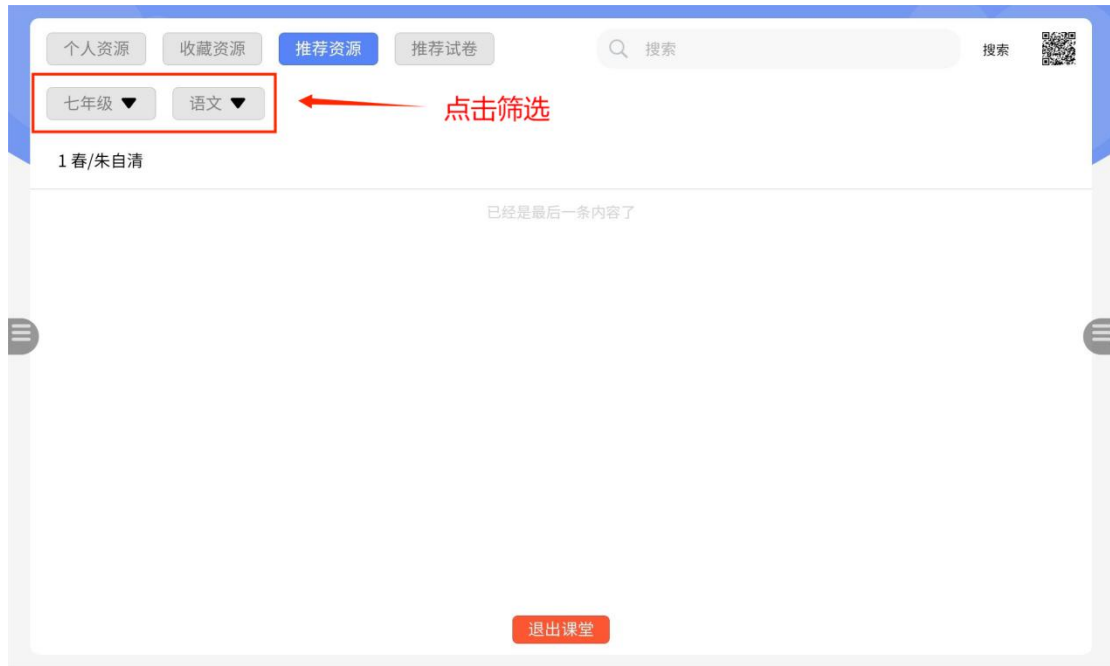 个人资源 收藏资源 推荐资源 推荐试卷 搜索 搜索
七年级 语文 点击筛选
1 春/朱自清
已经是最后一条内容了
退出课堂